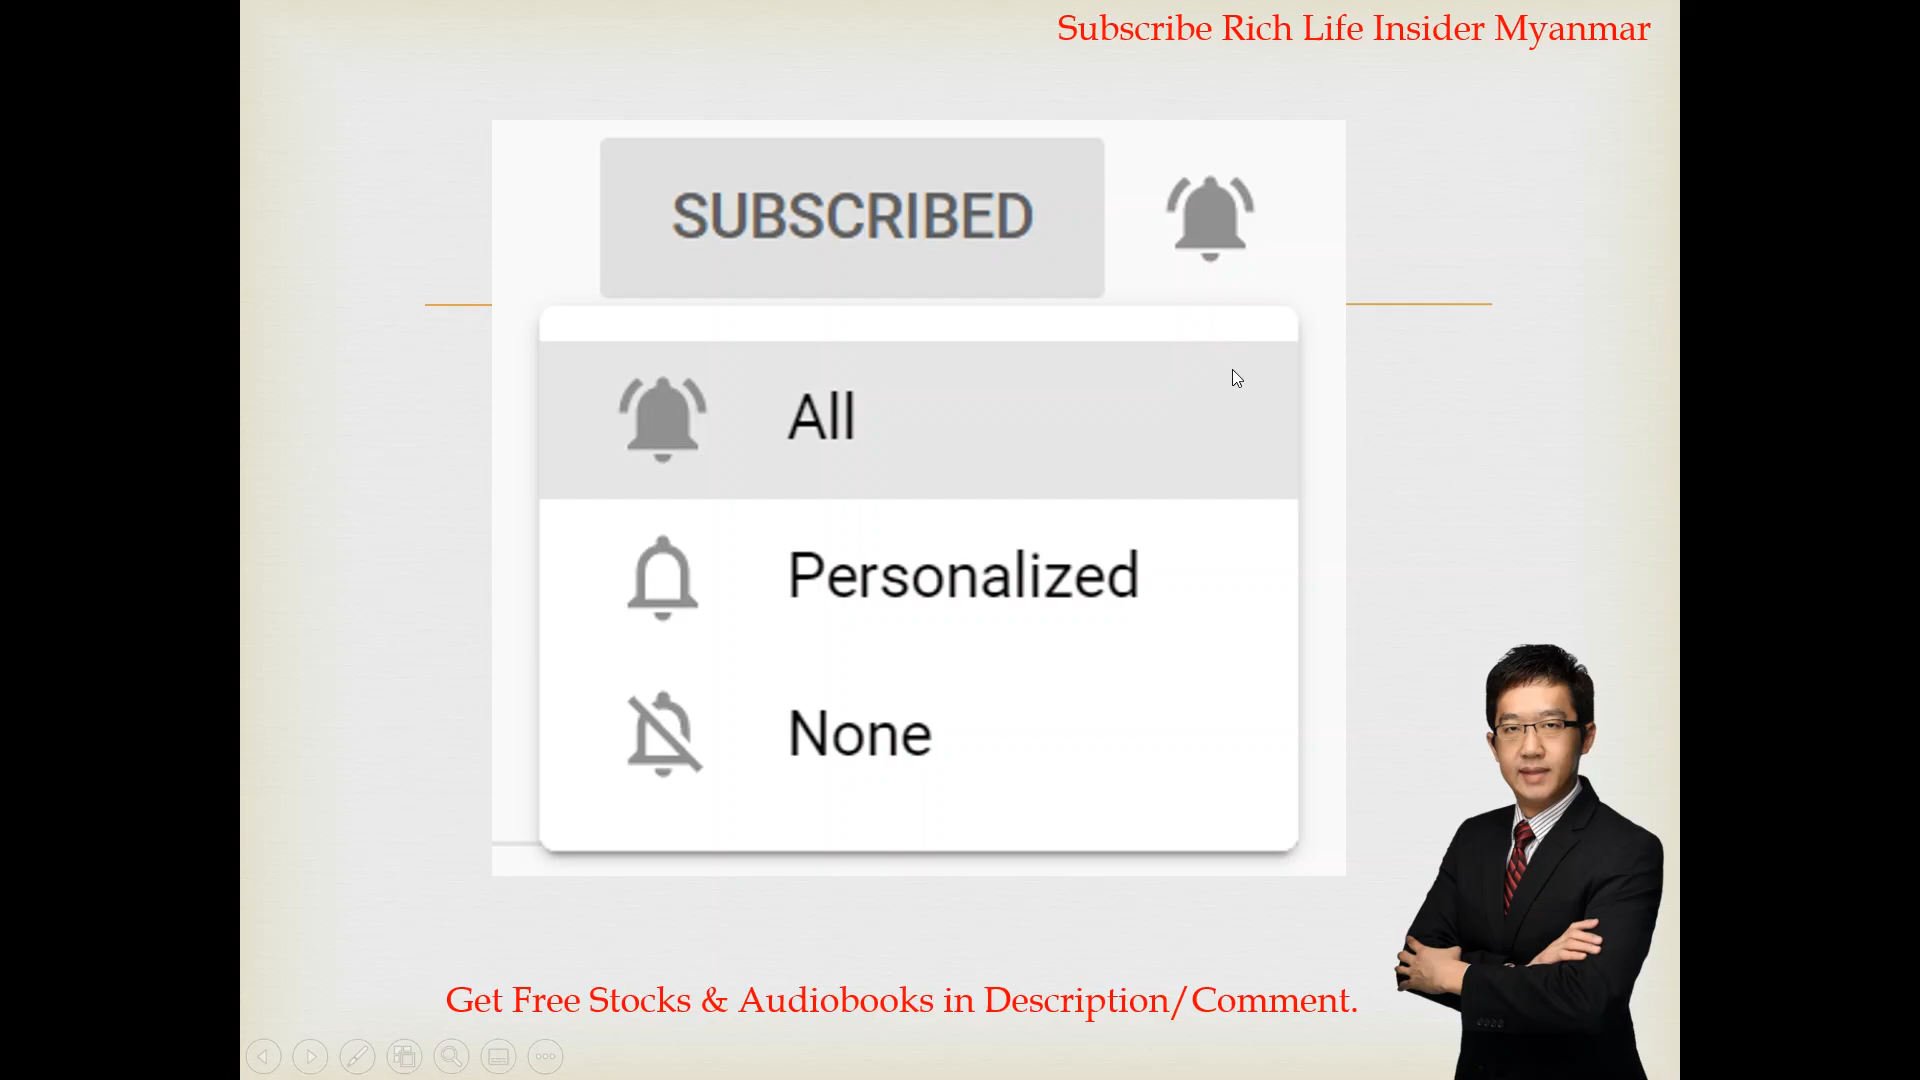 Subscribe Rich Life Insider Myanmar
SUBSCRIBED
All
Personalized
None
Get Free Stocks & Audiobooks in Description/Comment.